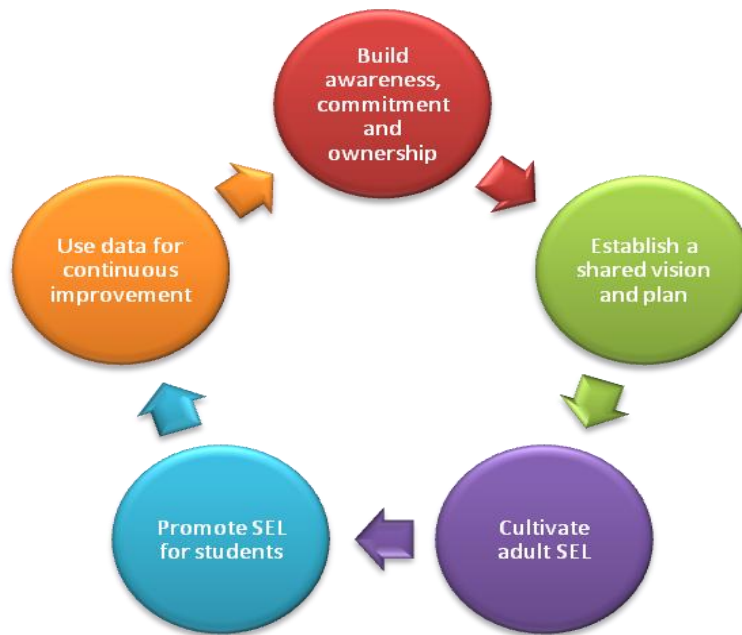 Build
awareness,
commitment
and
ownership
Establish a
shared vision
and plan
Cultivate
adult SEL
Promote SEL
for students
Use data for
continuous
improvement